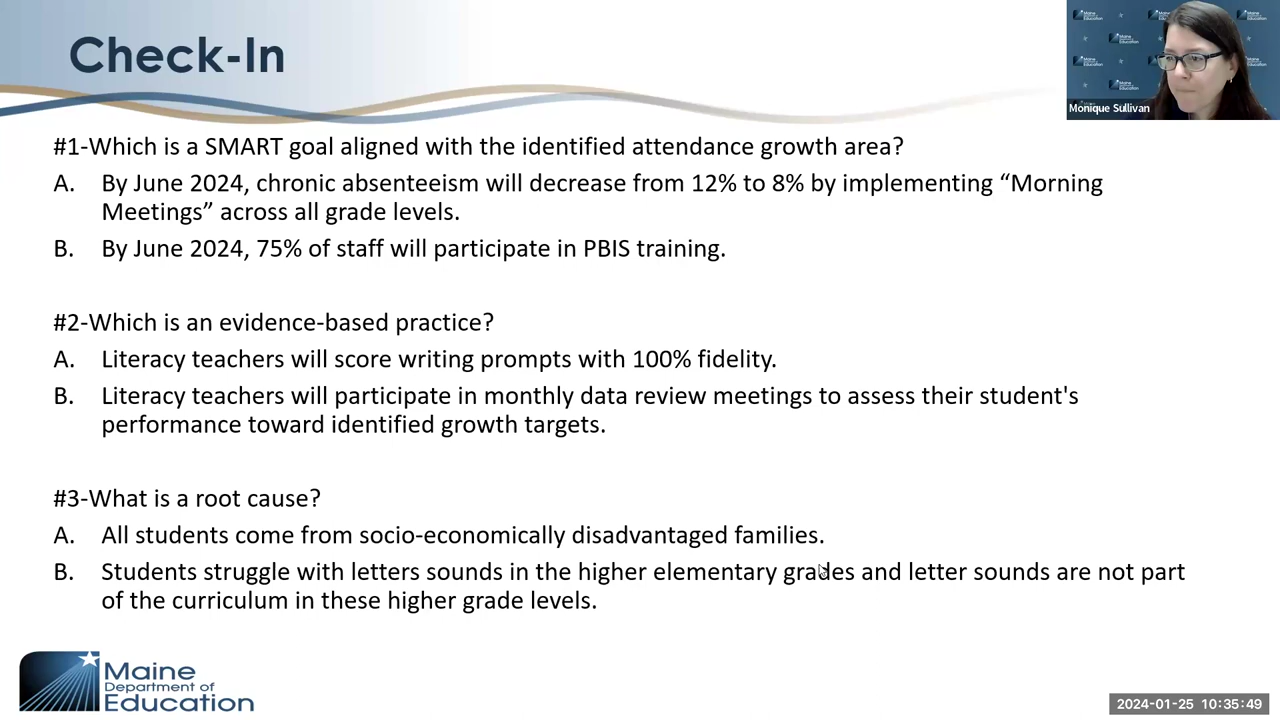 Check-In
Maine
Department of
Education
Monique Sullivan
#1-Which is a SMART goal aligned with the identified attendance growth area?
A. By June 2024, chronic absenteeism will decrease from 12% to 8% by implementing “Morning
Meetings” across all grade levels.
B. By June 2024, 75% of staff will participate in PBIS training.
#2-Which is an evidence-based practice?
A. Literacy teachers will score writing prompts with 100% fidelity.
B. Literacy teachers will participate in monthly data review meetings to assess their student's
performance toward identified growth targets.
#3-What is a root cause?
A. All students come from socio-economically disadvantaged families.
B. Students struggle with letters sounds in the higher elementary grades and letter sounds are not part
of the curriculum in these higher grade levels.
Maine
Department of
Education
2024-01-25 10:35:49